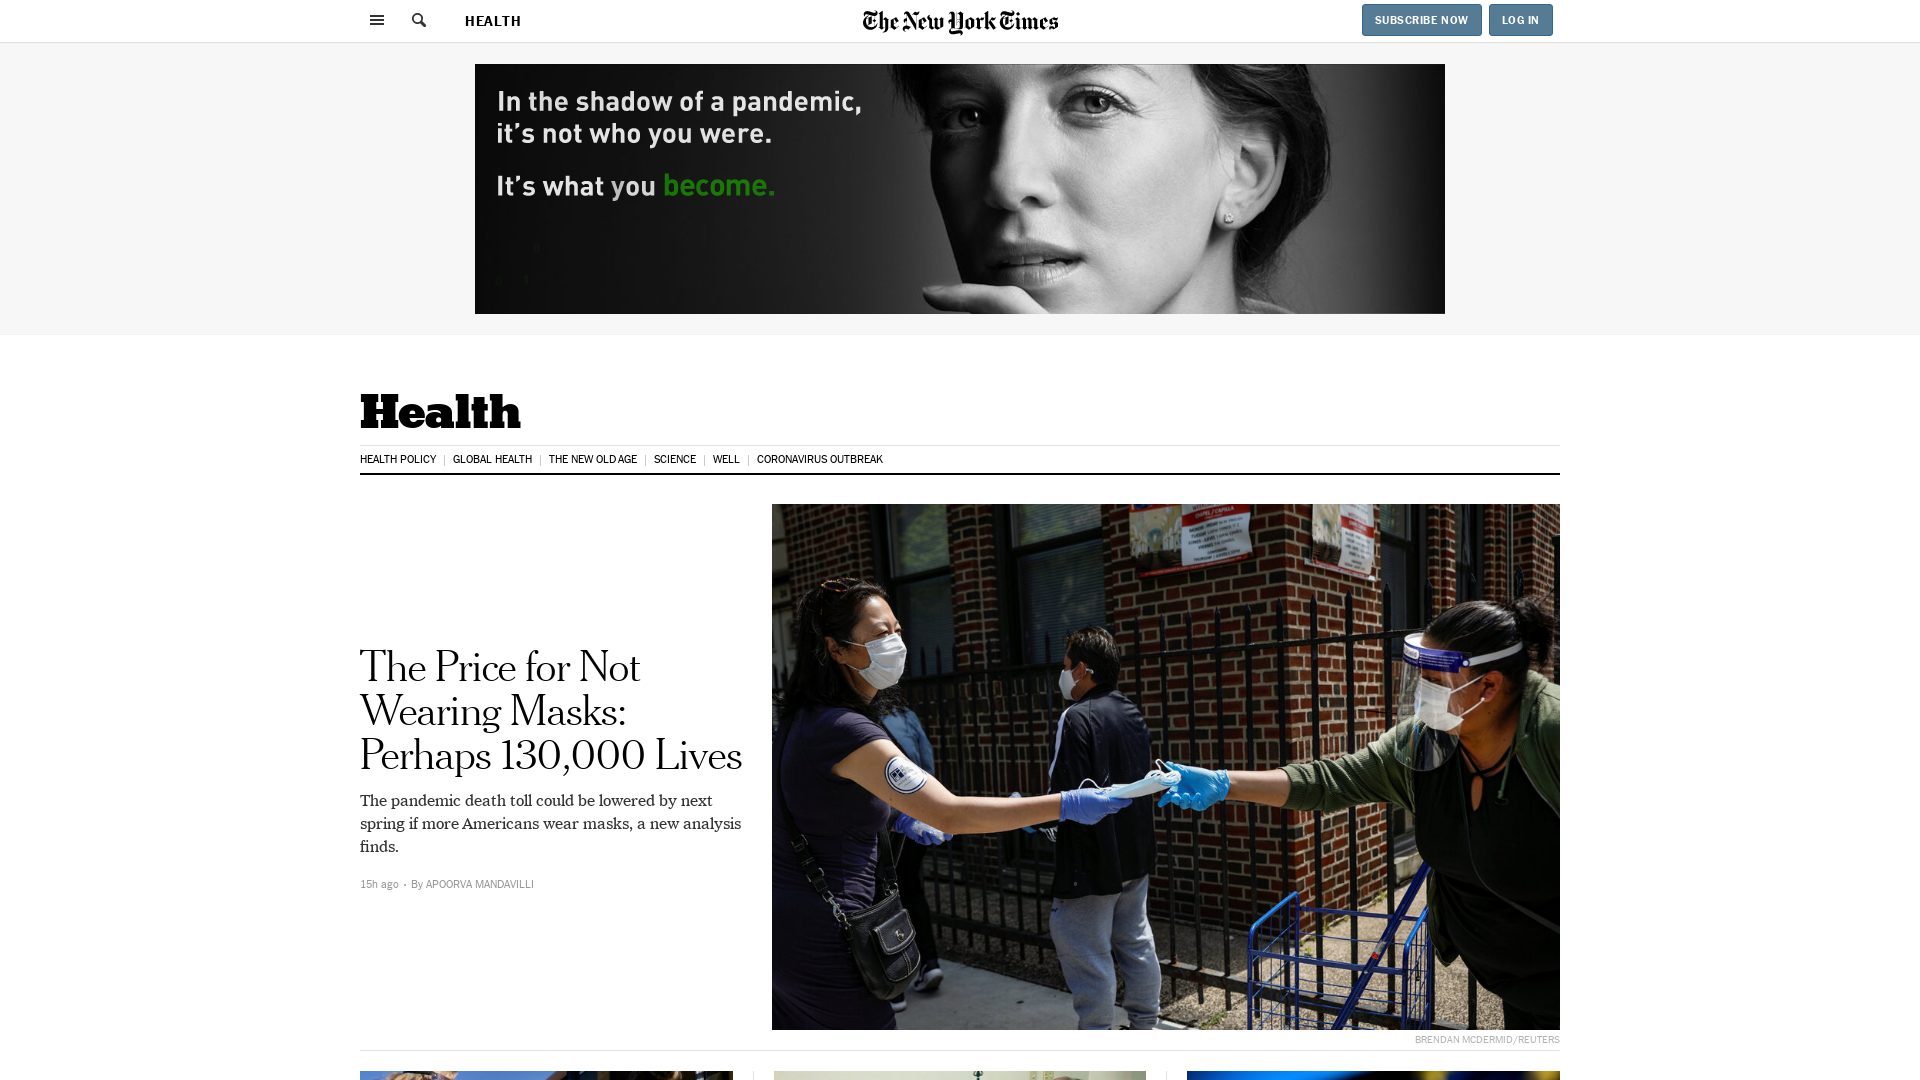 HEALTH
The New York Times
SUBSCRIBE NOW
LOG IN
In the shadow of a pandemic,
it's not who you were.
It's what you become.
Health
HEALTH POLICY
GLOBAL HEALTH
THE NEW OLD AGE
SCIENCE
WELL
CORONAVIRUS OUTBREAK
The Price for Not
Wearing Masks:
Perhaps 130,000 Lives
The pandemic death toll could be lowered by next
spring if more Americans wear masks, a new analysis
finds.
15h ago · By APOORVA MANDAVILLI
BRENDAN MCDERMID/REUTERS